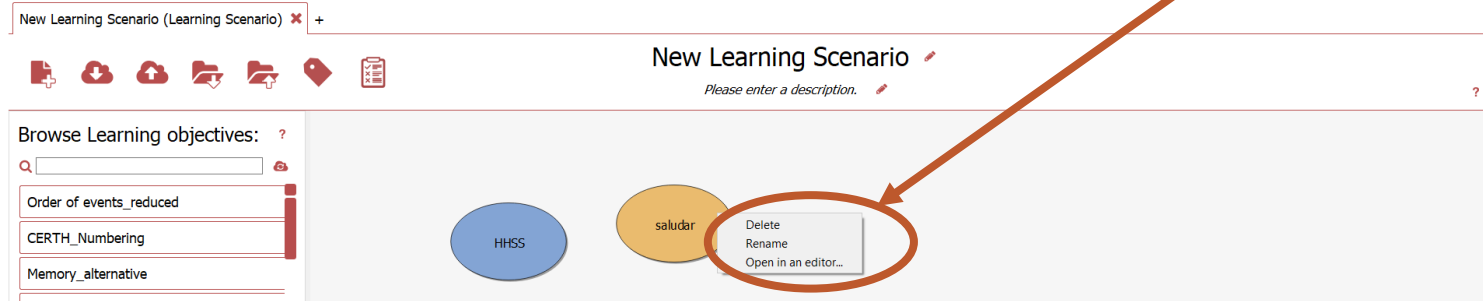 New Learning Scenario (Learning Scenario) ✖ +
New Learning Scenario
Please enter a description.
?
Browse Learning objectives: ?
Order of events_reduced
CERTH_Numbering
Memory_alternative
HHSS
saludar
Delete
Rename
Open in an editor...